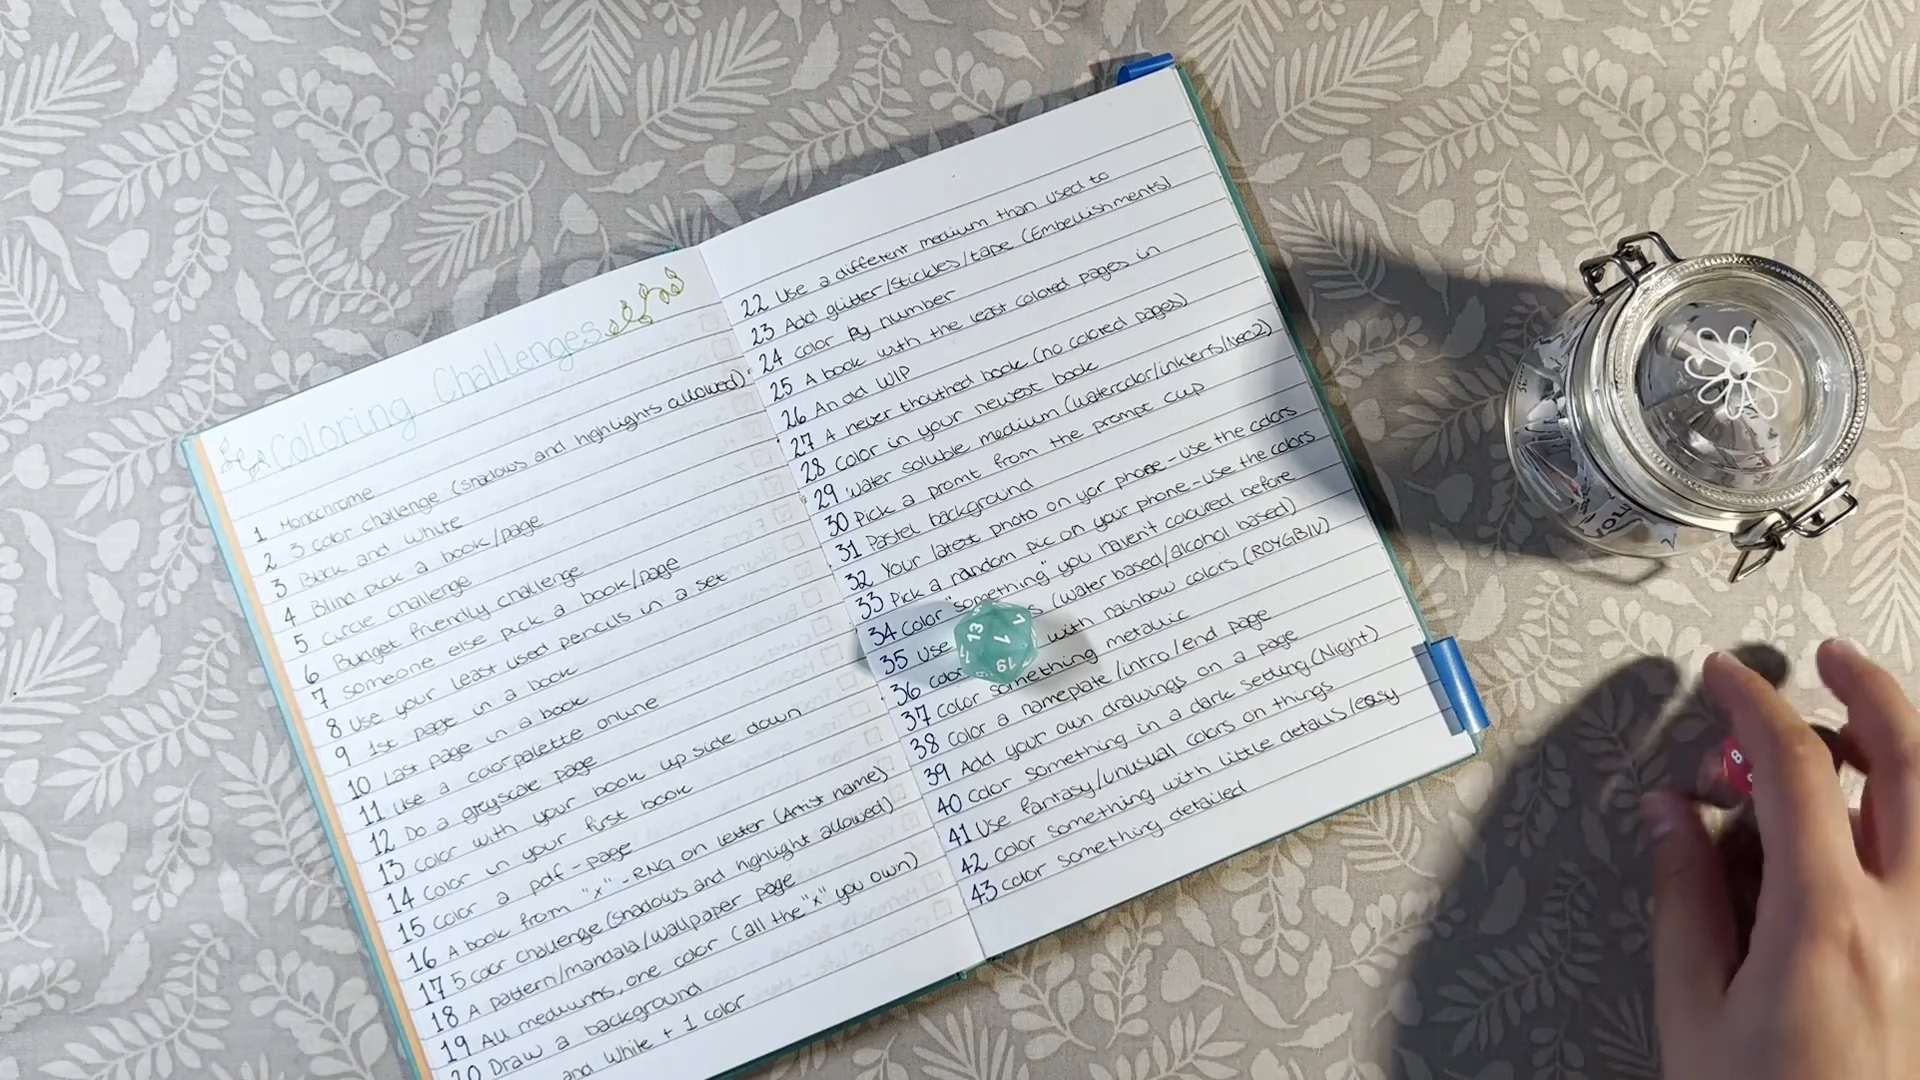 Coloring Challenges
1 Monochrome
2 3 color challenge (shadows and highlights allowed)
3 Black and white
4 Blind pick a book/page
5 Circle challenge
6 Budget friendly challenge
7 someone else pick a book/page
8 Use your least used pencils in a set
9 1st page in a book
10 Last page in a book
11 Use a colorpalette online
12 Do a greyscale page
13 color with your book up side down
14 color in your first book
15 color a pdf-page
16 A book from "x" - RNG on letter (Artist name)
17 5 color challenge (shadows and highlight allowed)
18 A pattern/mandala/wallpaper page
19 All mediums, one color (all the "x" you own)
20 Draw a background
and white + 1 color
22 Use a different medium than used to
23 Add glitter/stickles/tape (Embellishments)
24 color by number
25 A book with the least colored pages in
26 An old WIP
27 A never touched book (no colored pages)
28 color in your newest book
29 Water soluble medium (watercolor/inktents/Neo2)
30 Pick a promt from the prompt cup
31 Pastel background
32 Your latest photo on yor phone - use the colors
33 Pick a random pic on your phone - use the colors
34 Color "something" you haven't coloured before
35 Use (water based/alcohol based)
36 color with rainbow colors (ROYGBIV)
37 color something metallic
38 color a nameplate/intro/end page
39 Add your own drawings on a page
40 color something in a dark setting (Night)
41 Use fantasy/unusual colors on things
42 color something with little details/easy
43 color something detailed
13
1
7
19
8